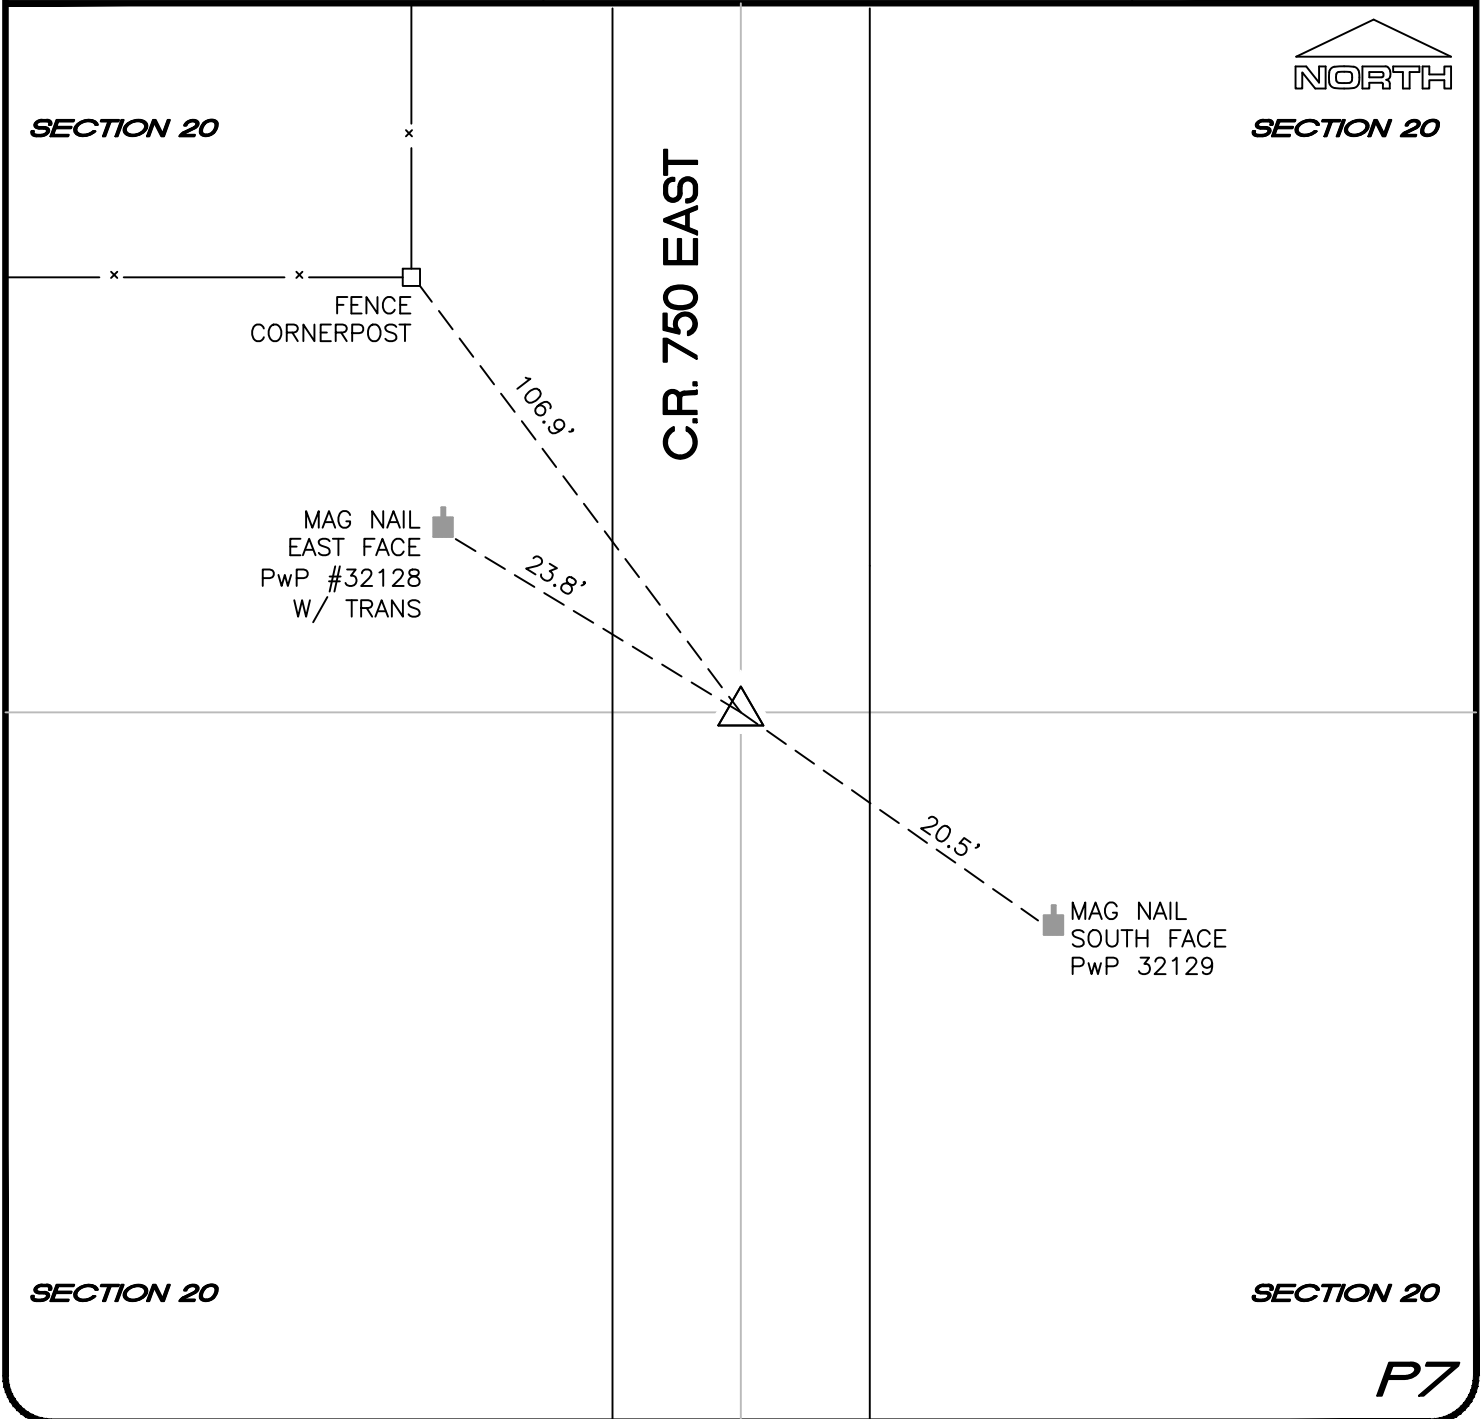 NORTH
SECTION 20
SECTION 20
C.R. 750 EAST
FENCE
CORNERPOST
106.9'
MAG NAIL
EAST FACE
PwP #32128
W/ TRANS
23.8'
20.5'
MAG NAIL
SOUTH FACE
PwP 32129
SECTION 20
SECTION 20
P7